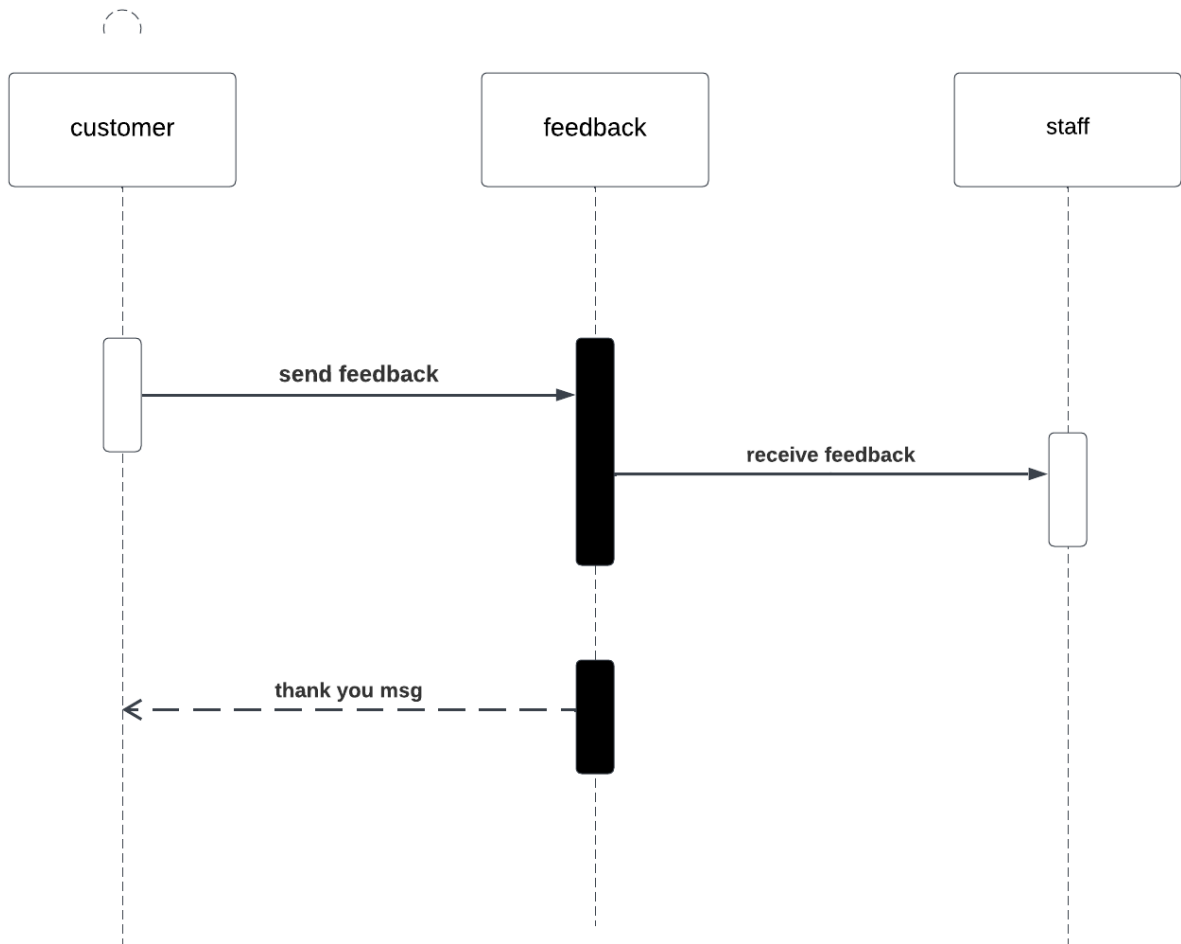 customer
feedback
staff
send feedback
receive feedback
thank you msg